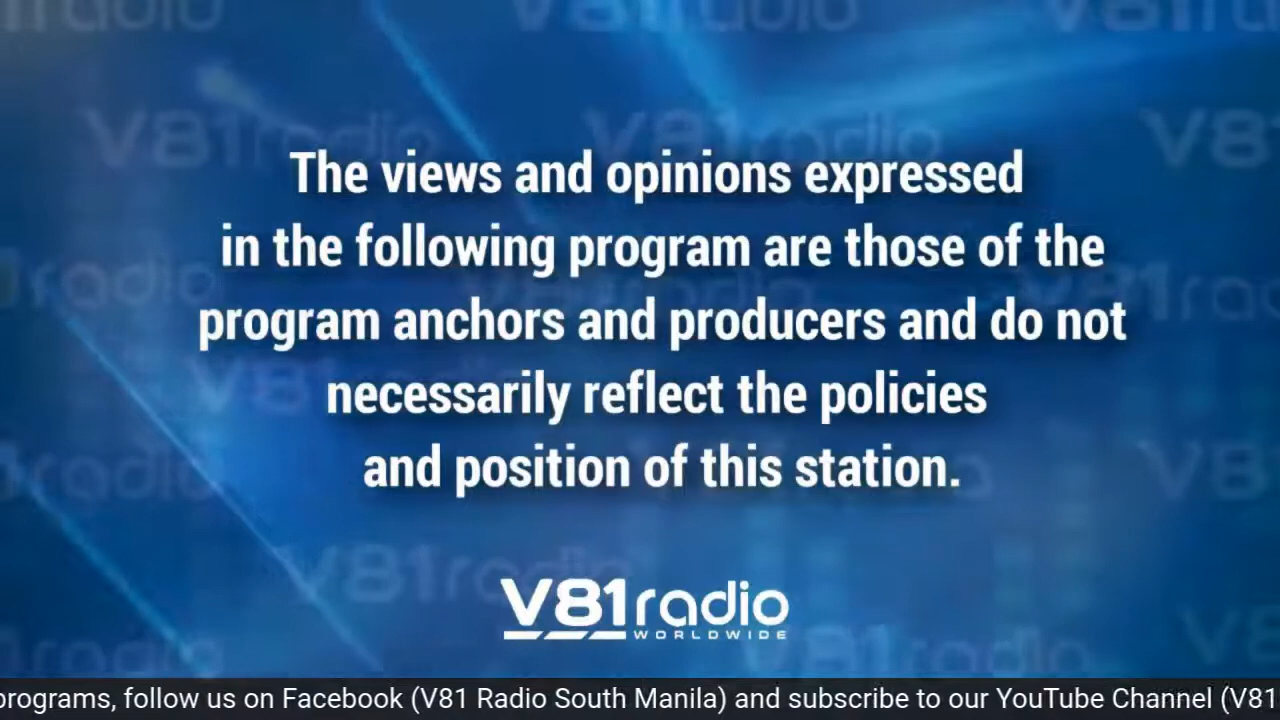 The views and opinions expressed
in the following program are those of the
program anchors and producers and do not
necessarily reflect the policies
and position of this station.
V81radio
WORLDWIDE
programs, follow us on Facebook (V81 Radio South Manila) and subscribe to our YouTube Channel (V81